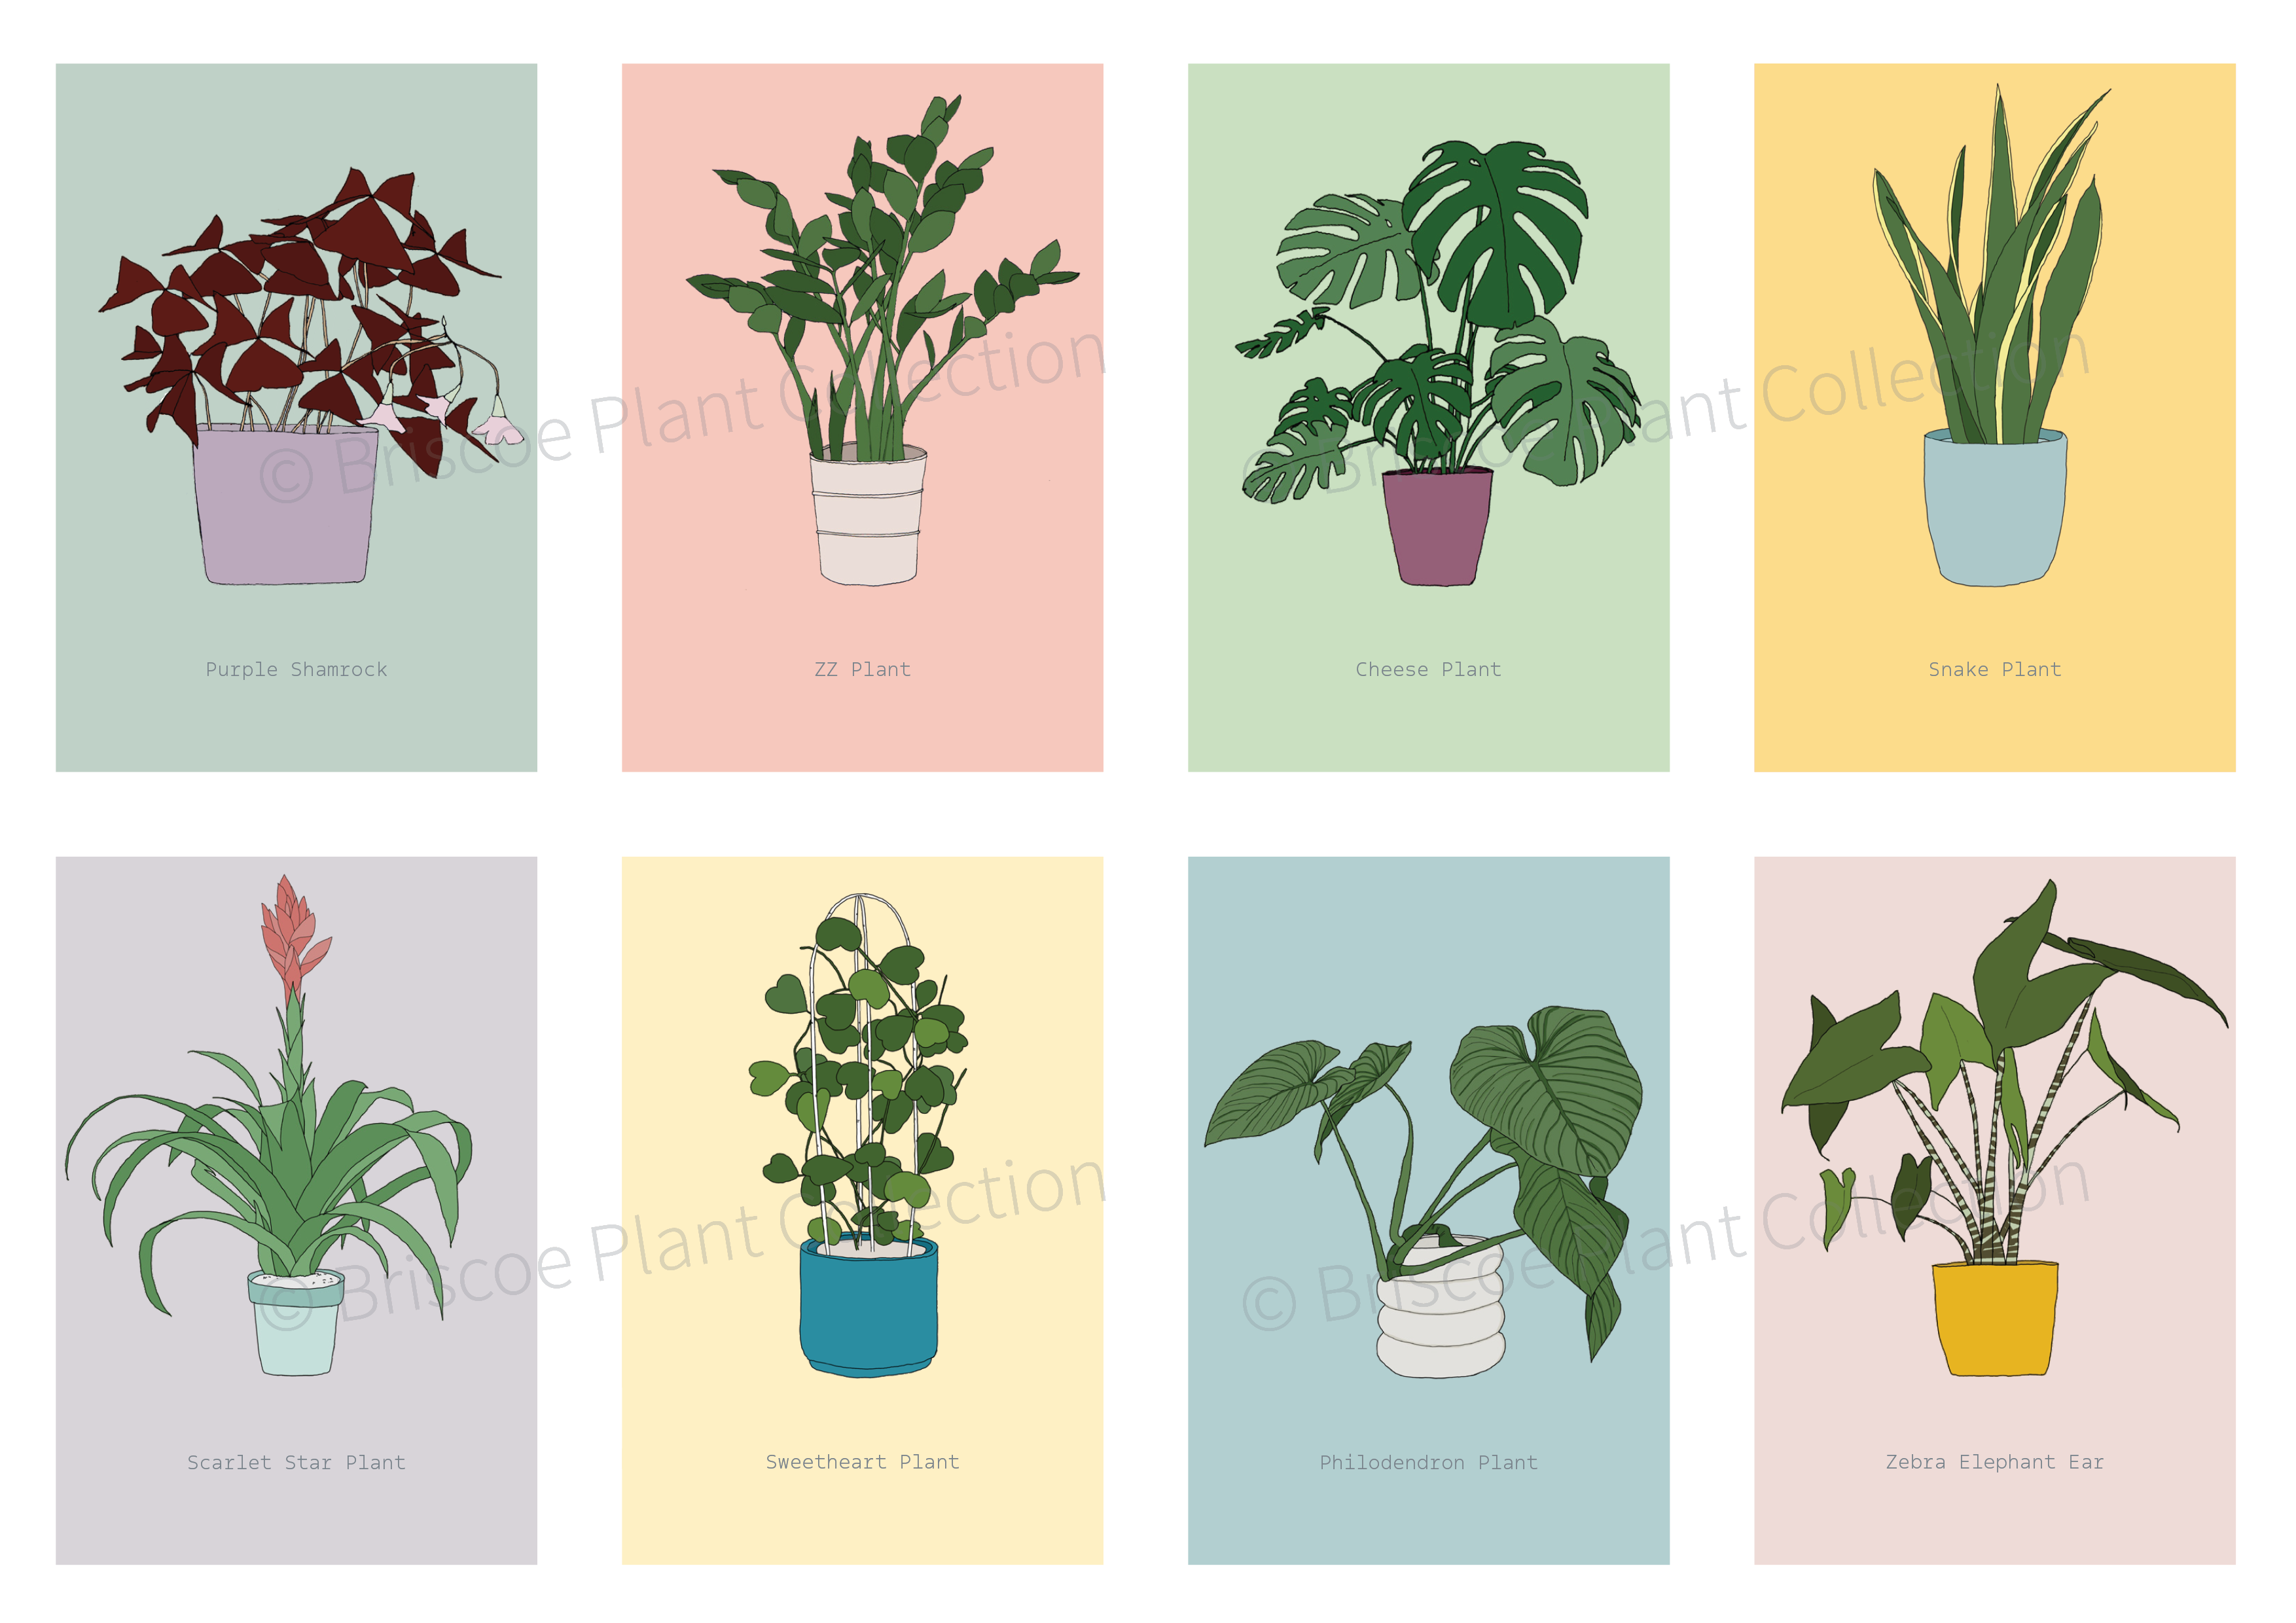 © Briscoe Plant Collection
© Briscoe Plant Collection
Purple Shamrock
ZZ Plant
Cheese Plant
Snake Plant
© Briscoe Plant Collection
© Briscoe Plant Collection
Scarlet Star Plant
Sweetheart Plant
Philodendron Plant
Zebra Elephant Ear